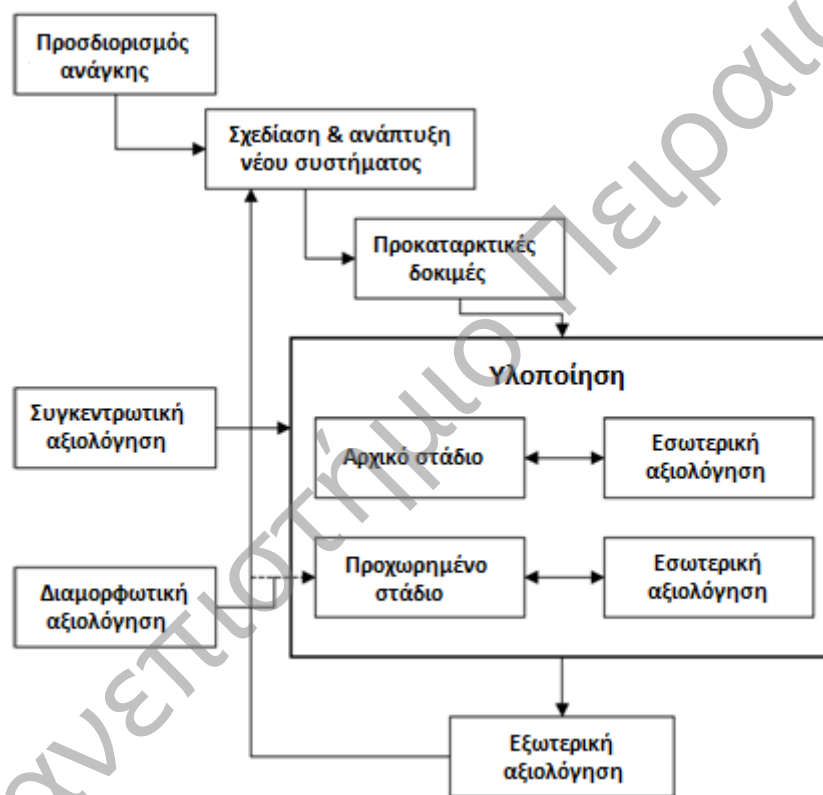 Προσδιορισμός
ανάγκης
Σχεδίαση & ανάπτυξη
νέου συστήματος
Προκαταρκτικές
δοκιμές
Υλοποίηση
Συγκεντρωτική
αξιολόγηση
Αρχικό στάδιο
Εσωτερική
αξιολόγηση
Διαμορφωτική
αξιολόγηση
Προχωρημένο
στάδιο
Εσωτερική
αξιολόγηση
Εξωτερική
αξιολόγηση